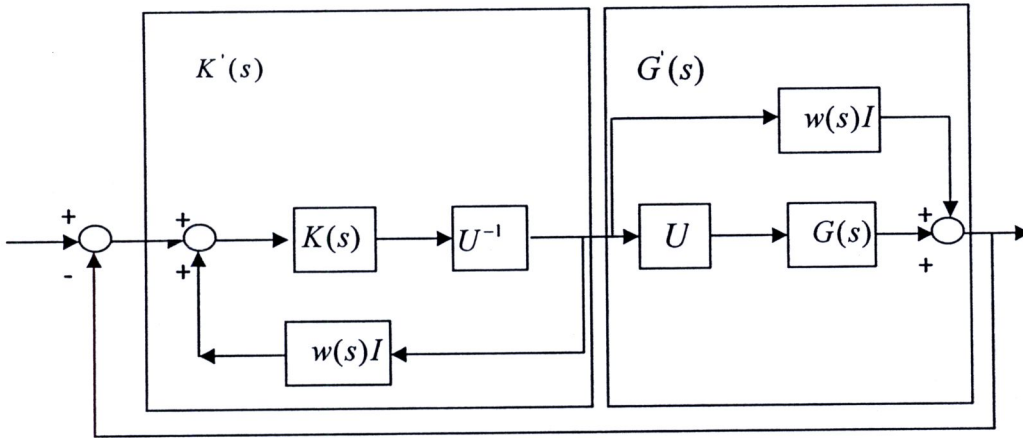 K'(s)
G'(s)
w(s)I
+
+
K(s)
U⁻¹
U
G(s)
+
-
+
+
w(s)I